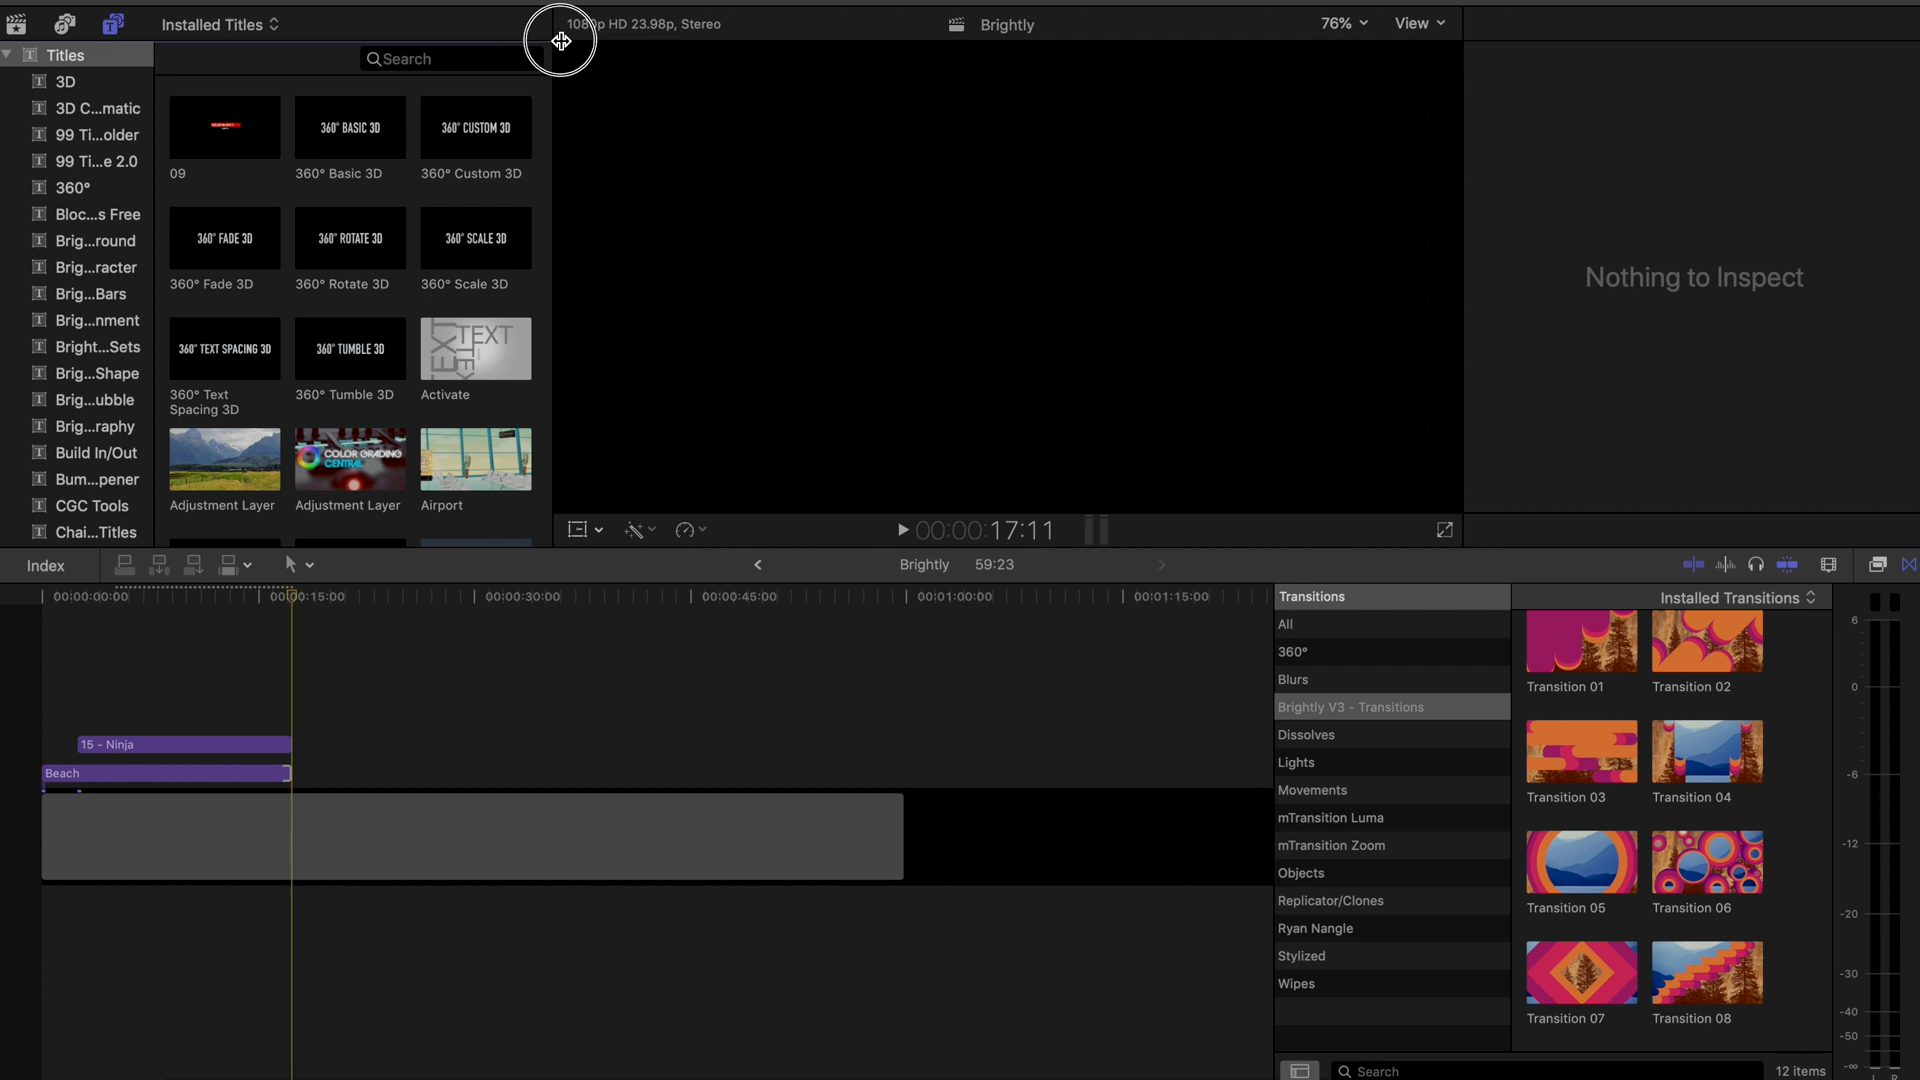 Installed Titles
1080p HD 23.98p, Stereo
Brightly
76%
View
Titles
3D
3D C...matic
99 Ti...older
99 Ti...e 2.0
360°
Bloc...s Free
Brig...round
Brig...racter
Brig...Bars
Brig...nment
Bright...Sets
Brig...Shape
Brig...ubble
Brig...raphy
Build In/Out
Bum...pener
CGC Tools
Chai...Titles
Search
360° BASIC 3D
360° CUSTOM 3D
09
360° Basic 3D
360° Custom 3D
360° FADE 3D
360° ROTATE 3D
360° SCALE 3D
360° Fade 3D
360° Rotate 3D
360° Scale 3D
360° TEXT SPACING 3D
360° TUMBLE 3D
TEXT
TEXT
360° Text
Spacing 3D
360° Tumble 3D
Activate
COLOR GRADING
CENTRAL
Adjustment Layer
Adjustment Layer
Airport
Nothing to Inspect
00:00:17:11
Index
Brightly
59:23
00:00:00:00
00:00:15:00
00:00:30:00
00:00:45:00
00:01:00:00
00:01:15:00
15 - Ninja
Beach
Transitions
All
360°
Blurs
Brightly V3 - Transitions
Dissolves
Lights
Movements
mTransition Luma
mTransition Zoom
Objects
Replicator/Clones
Ryan Nangle
Stylized
Wipes
Installed Transitions
Transition 01
Transition 02
Transition 03
Transition 04
Transition 05
Transition 06
Transition 07
Transition 08
Search
12 items
6
0
-6
-12
-20
-30
-40
-50
-∞
L R